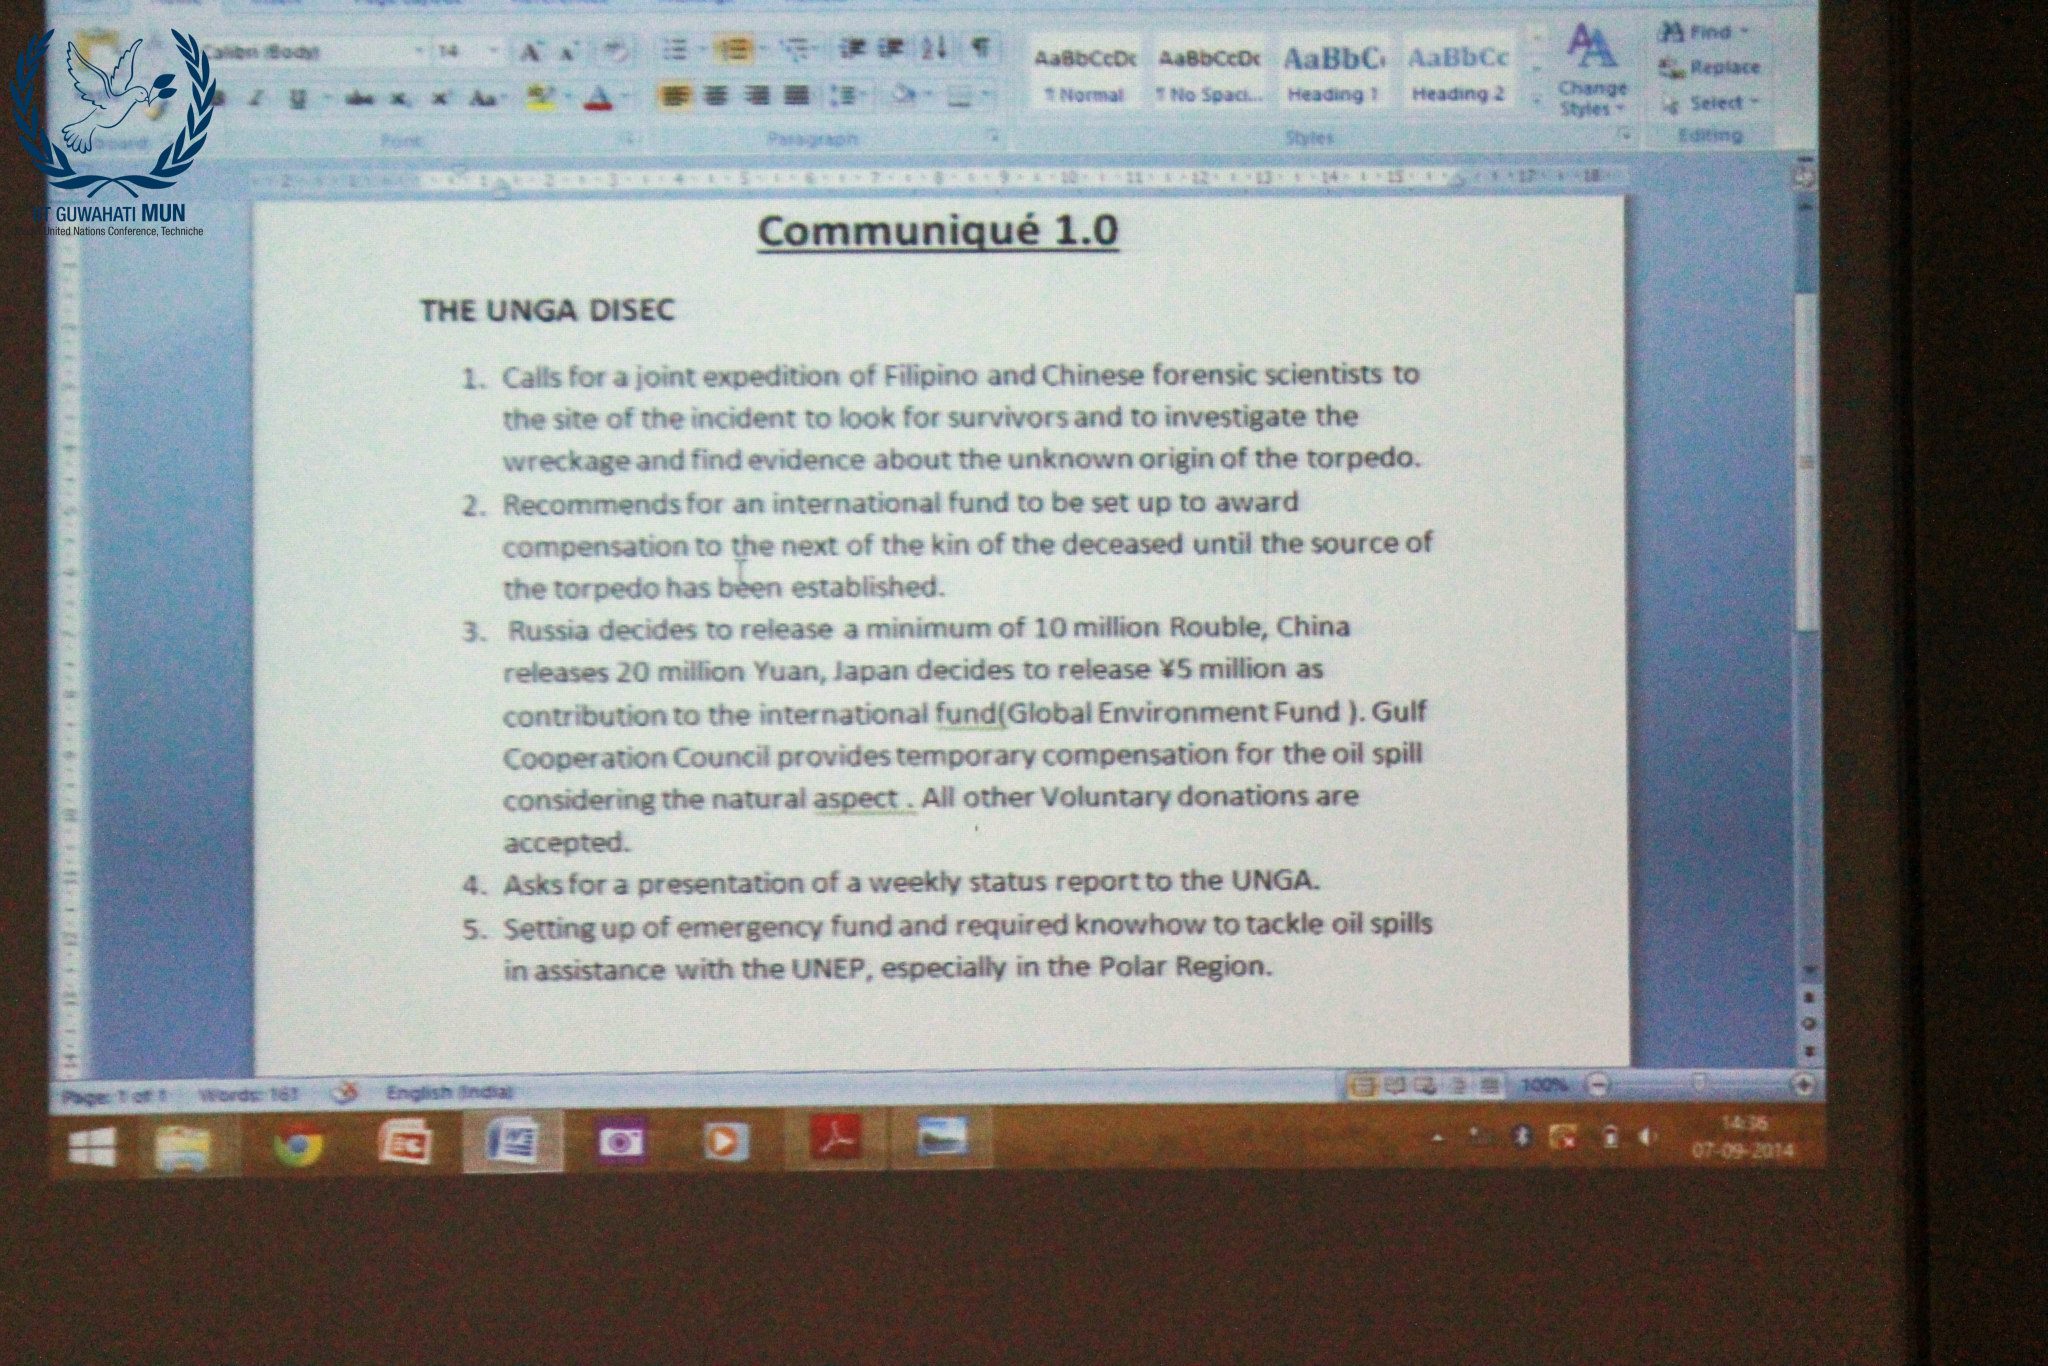 Calibri (Body)
14
AaBbCcDc
AaBbCcDc
AaBbC
AaBbCc
¶ Normal
¶ No Spaci...
Heading 1
Heading 2
Change
Styles
Find
Replace
Select
Font
Paragraph
Styles
Editing
GUWAHATI MUN
United Nations Conference, Techniche
Communiqué 1.0
THE UNGA DISEC
1. Calls for a joint expedition of Filipino and Chinese forensic scientists to
the site of the incident to look for survivors and to investigate the
wreckage and find evidence about the unknown origin of the torpedo.
2. Recommends for an international fund to be set up to award
compensation to the next of the kin of the deceased until the source of
the torpedo has been established.
3. Russia decides to release a minimum of 10 million Rouble, China
releases 20 million Yuan, Japan decides to release ¥5 million as
contribution to the international fund(Global Environment Fund ). Gulf
Cooperation Council provides temporary compensation for the oil spill
considering the natural aspect . All other Voluntary donations are
accepted.
4. Asks for a presentation of a weekly status report to the UNGA.
5. Setting up of emergency fund and required knowhow to tackle oil spills
in assistance with the UNEP, especially in the Polar Region.
Page: 1 of 1
Words: 161
English (India)
100%
14:36
07-09-2014